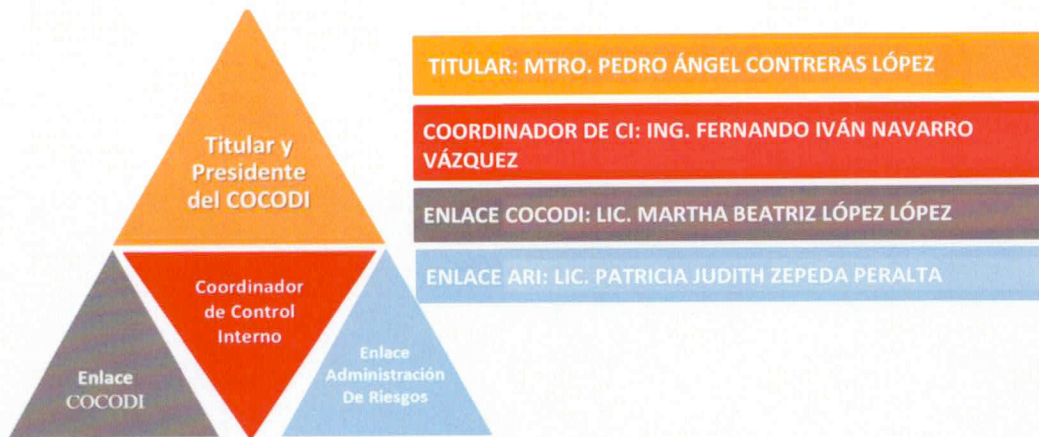 Titular y
Presidente
del COCODI
Coordinador
de Control
Interno
Enlace
COCODI
Enlace
Administración
De Riesgos
TITULAR: MTRO. PEDRO ÁNGEL CONTRERAS LÓPEZ
COORDINADOR DE CI: ING. FERNANDO IVÁN NAVARRO
VÁZQUEZ
ENLACE COCODI: LIC. MARTHA BEATRIZ LÓPEZ LÓPEZ
ENLACE ARI: LIC. PATRICIA JUDITH ZEPEDA PERALTA